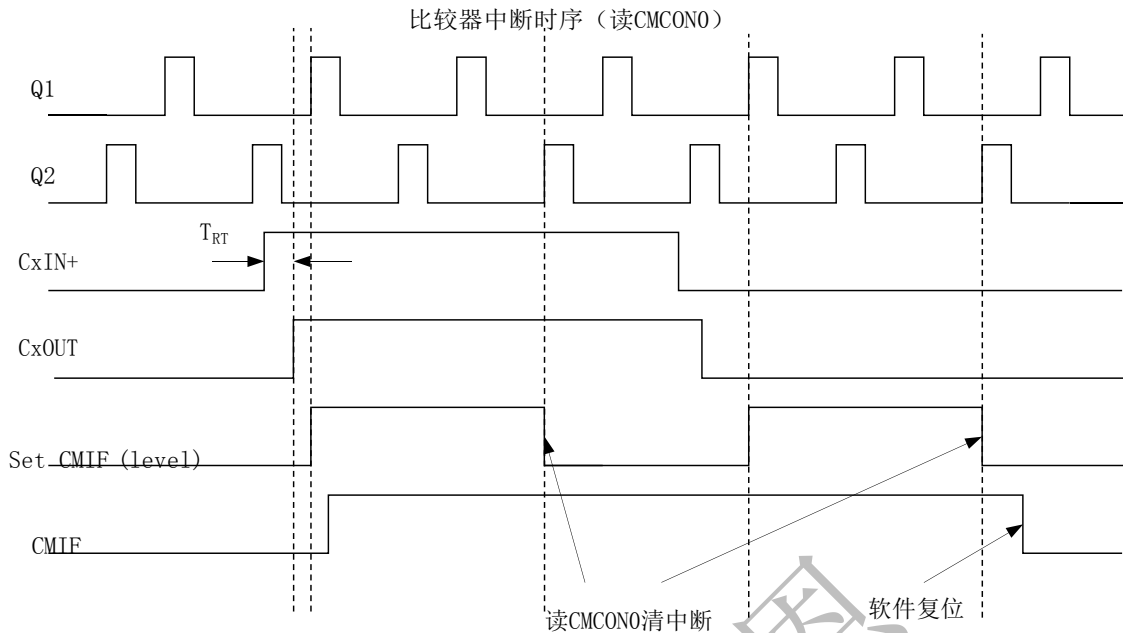 比较器中断时序（读CMCON0）
Q1
Q2
TRT
CxIN+
CxOUT
Set CMIF (level)
CMIF
读CMCON0清中断
软件复位